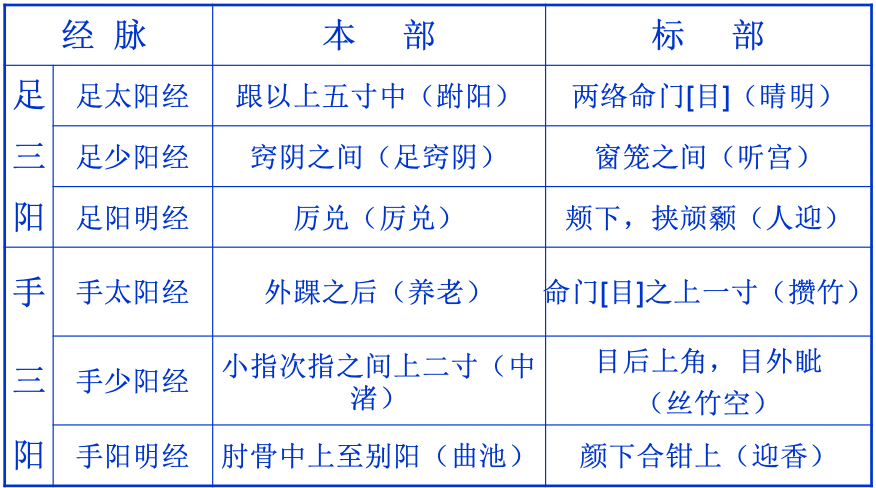 经 脉 本 部 标 部
足三阳 足太阳经 跟以上五寸中（跗阳） 两络命门[目]（晴明）
足少阳经 窍阴之间（足窍阴） 窗笼之间（听宫）
足阳明经 厉兑（厉兑） 颊下，挟颃颡（人迎）
手三阳 手太阳经 外踝之后（养老） 命门[目]之上一寸（攒竹）
手少阳经 小指次指之间上二寸（中
渚） 目后上角，目外眦
（丝竹空）
手阳明经 肘骨中上至别阳（曲池） 颜下合钳上（迎香）